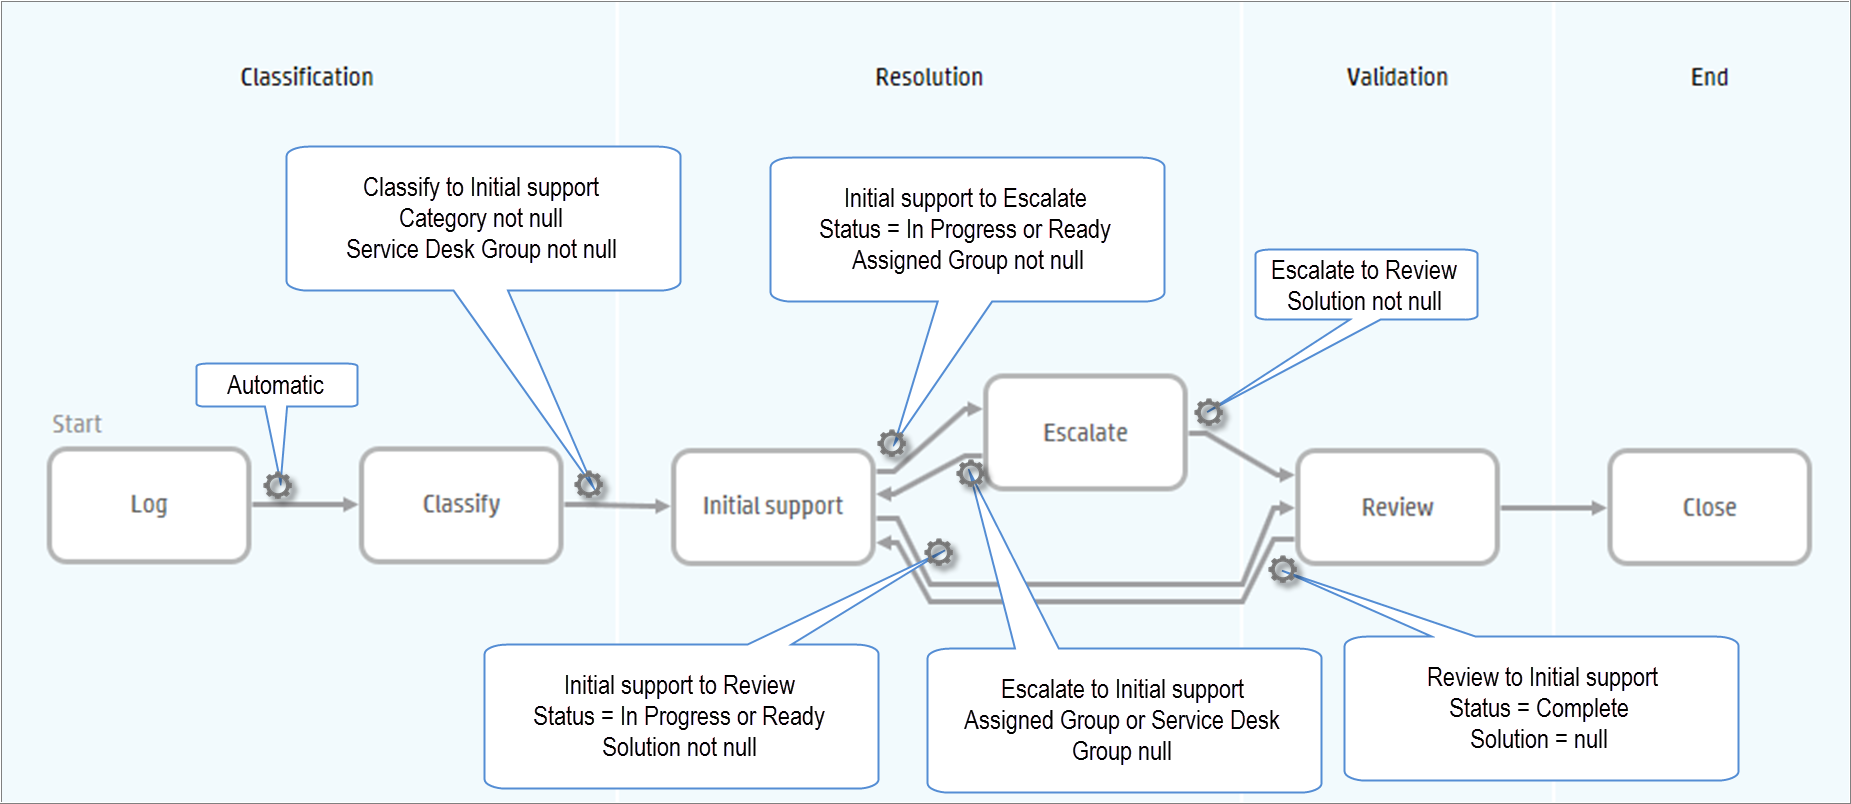 Classification
Resolution
Validation
End
Classify to Initial support
Category not null
Service Desk Group not null
Initial support to Escalate
Status = In Progress or Ready
Assigned Group not null
Escalate to Review
Solution not null
Automatic
Start
Log
Classify
Initial support
Escalate
Review
Close
Initial support to Review
Status = In Progress or Ready
Solution not null
Escalate to Initial support
Assigned Group or Service Desk
Group null
Review to Initial support
Status = Complete
Solution = null